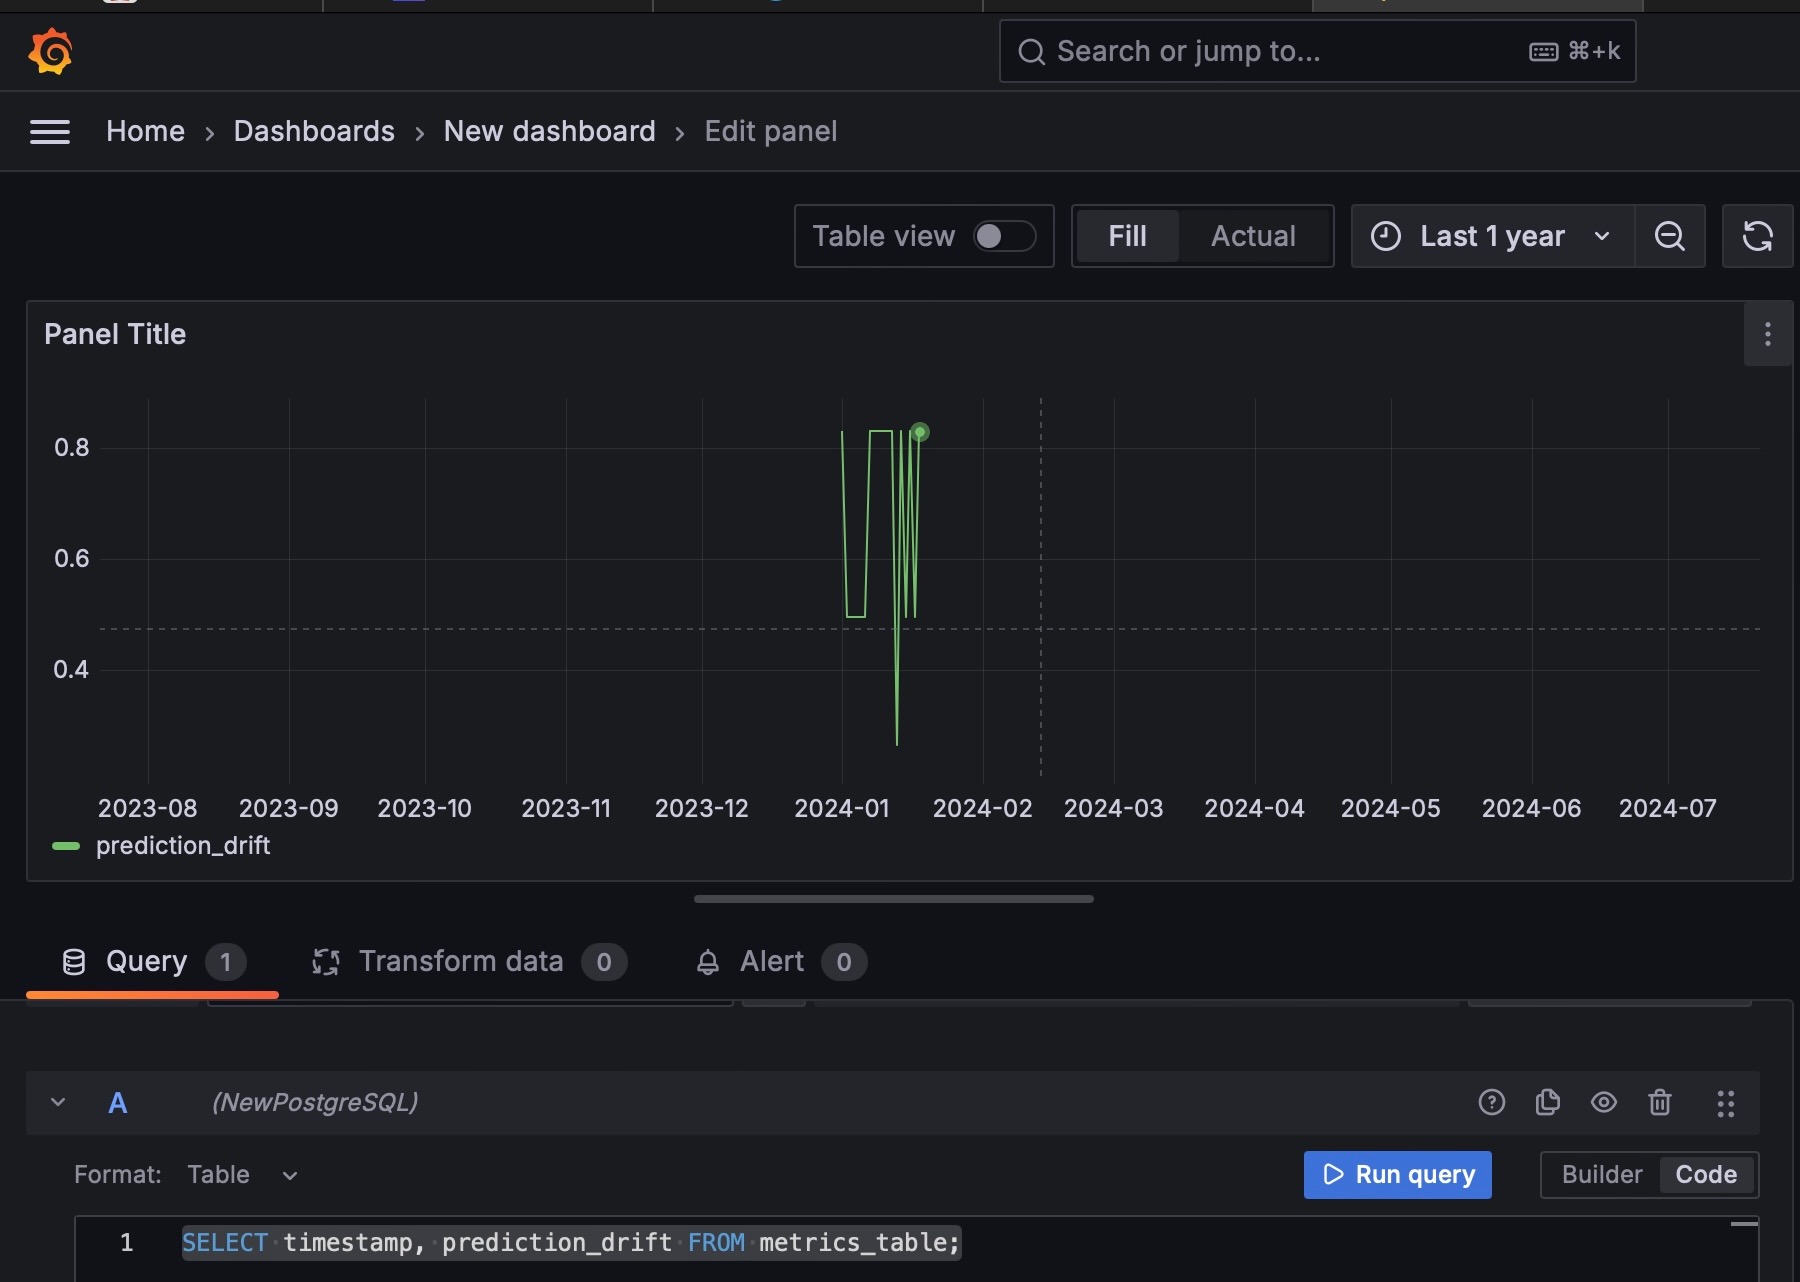 Search or jump to...
⌘+k
Home › Dashboards › New dashboard › Edit panel
Table view
Fill
Actual
Last 1 year
Panel Title
0.8
0.6
0.4
2023-08 2023-09 2023-10 2023-11 2023-12 2024-01 2024-02 2024-03 2024-04 2024-05 2024-06 2024-07
prediction_drift
Query 1
Transform data 0
Alert 0
A (NewPostgreSQL)
Format: Table
Run query
Builder
Code
1 SELECT timestamp, prediction_drift FROM metrics_table;